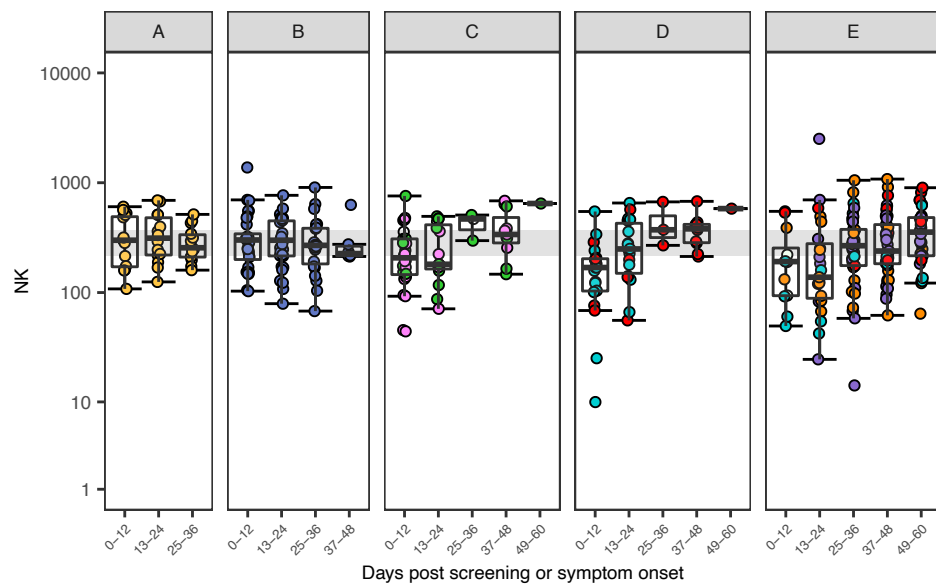 A B C D E
10000
1000
100
10
1
NK
0−12 13−24 25−36 0−12 13−24 25−36 37−48 0−12 13−24 25−36 37−48 49−60 0−12 13−24 25−36 37−48 49−60 0−12 13−24 25−36 37−48 49−60
Days post screening or symptom onset